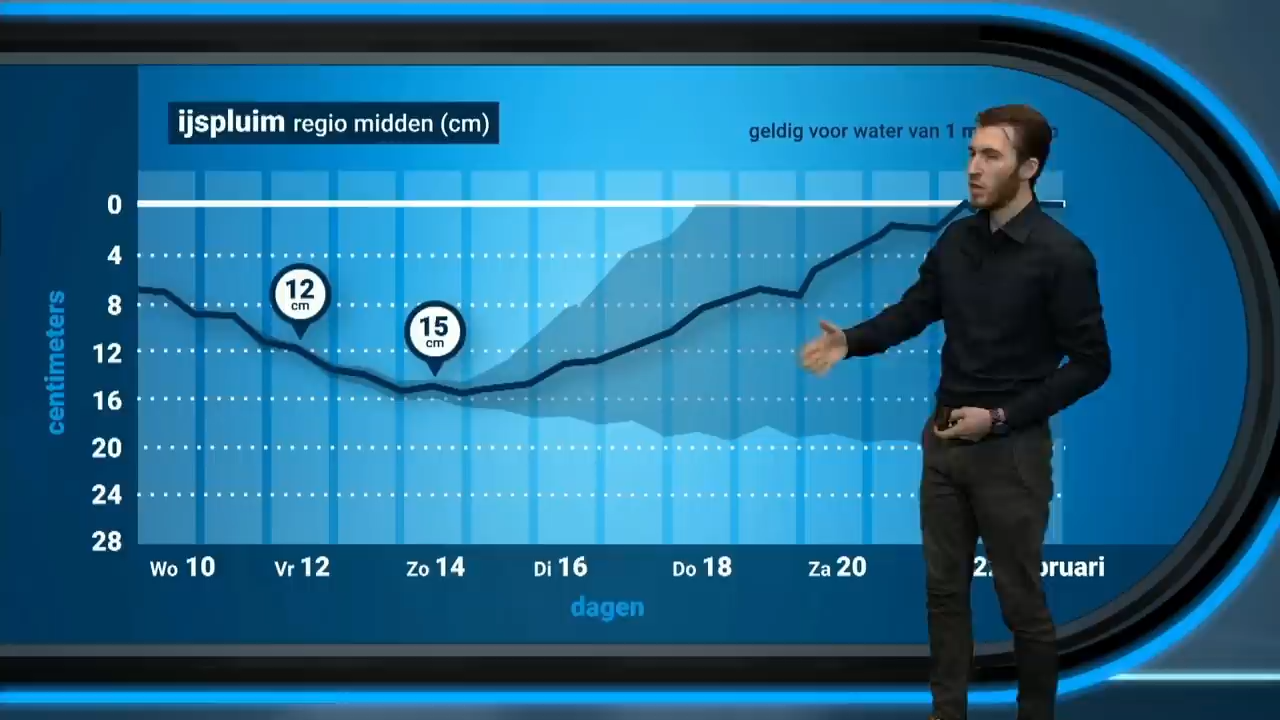 ijspluim regio midden (cm)
geldig voor water van 1
0
4
8
12
16
20
24
28
centimeters
12
cm
15
cm
Wo 10
Vr 12
Zo 14
Di 16
Do 18
Za 20
dagen